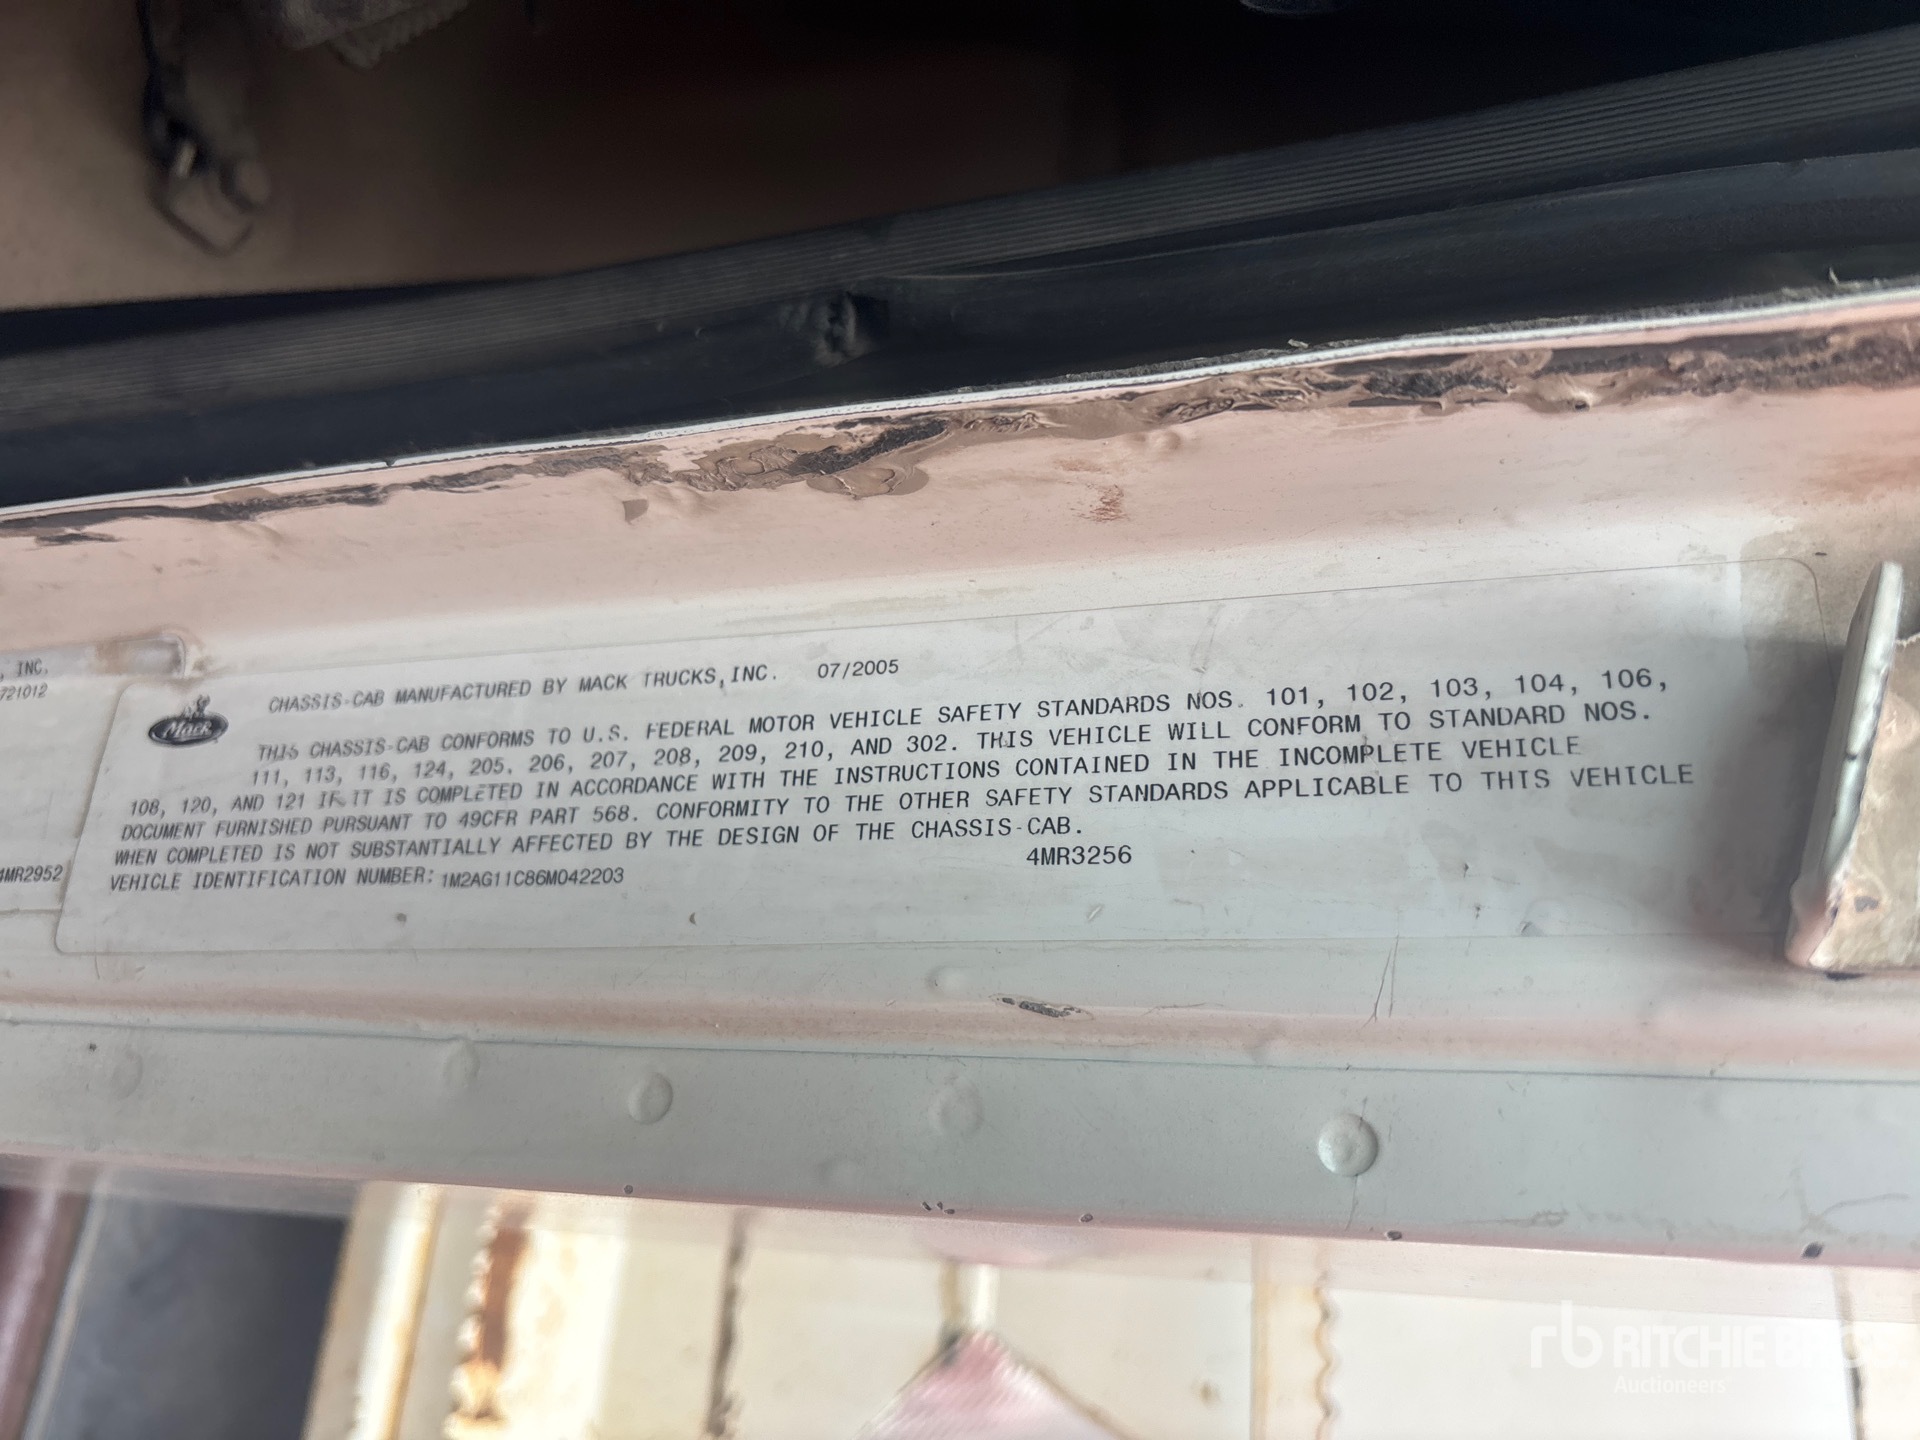 , INC.
721012
4MR2952
Mack
CHASSIS-CAB MANUFACTURED BY MACK TRUCKS, INC. 07/2005
THIS CHASSIS-CAB CONFORMS TO U.S. FEDERAL MOTOR VEHICLE SAFETY STANDARDS NOS. 101, 102, 103, 104, 106,
111, 113, 116, 124, 205, 206, 207, 208, 209, 210, AND 302. THIS VEHICLE WILL CONFORM TO STANDARD NOS.
108, 120, AND 121 IF IT IS COMPLETED IN ACCORDANCE WITH THE INSTRUCTIONS CONTAINED IN THE INCOMPLETE VEHICLE
DOCUMENT FURNISHED PURSUANT TO 49CFR PART 568. CONFORMITY TO THE OTHER SAFETY STANDARDS APPLICABLE TO THIS VEHICLE
WHEN COMPLETED IS NOT SUBSTANTIALLY AFFECTED BY THE DESIGN OF THE CHASSIS-CAB.
VEHICLE IDENTIFICATION NUMBER: 1M2AG11C86M042203 4MR3256
rb RITCHIE BROS.
Auctioneers